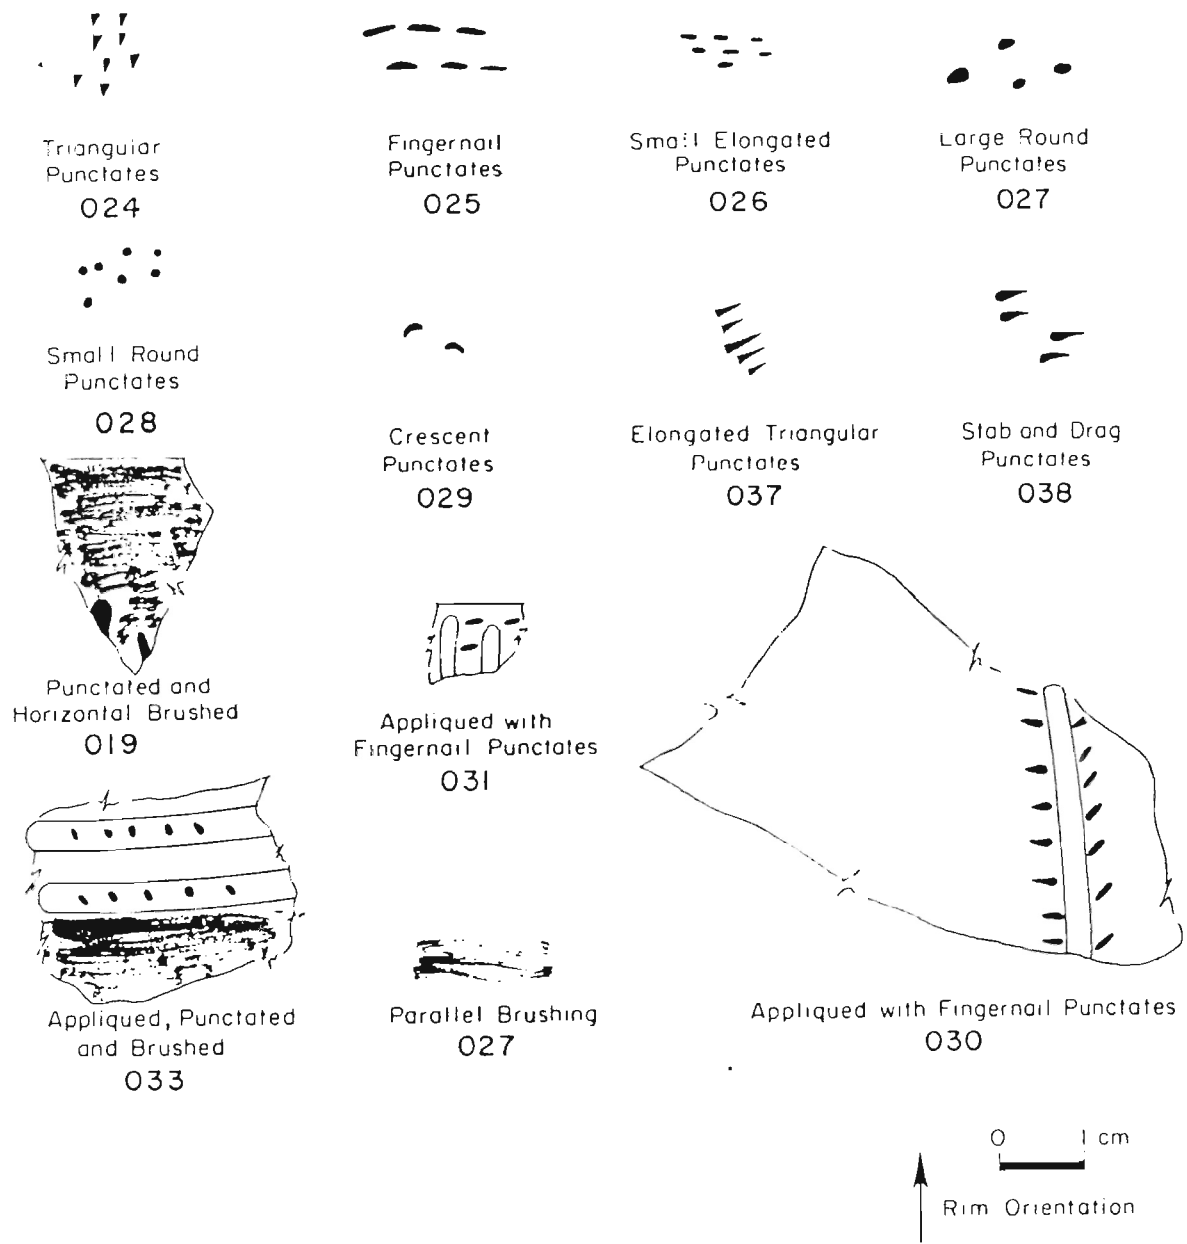 Triangular
Punctates
024
Fingernail
Punctates
025
Small Elongated
Punctates
026
Large Round
Punctates
027
Small Round
Punctates
028
Crescent
Punctates
029
Elongated Triangular
Punctates
037
Stab and Drag
Punctates
038
Punctated and
Horizontal Brushed
019
Appliqued with
Fingernail Punctates
031
Appliqued, Punctated
and Brushed
033
Parallel Brushing
027
Appliqued with Fingernail Punctates
030
0 1 cm
Rim Orientation